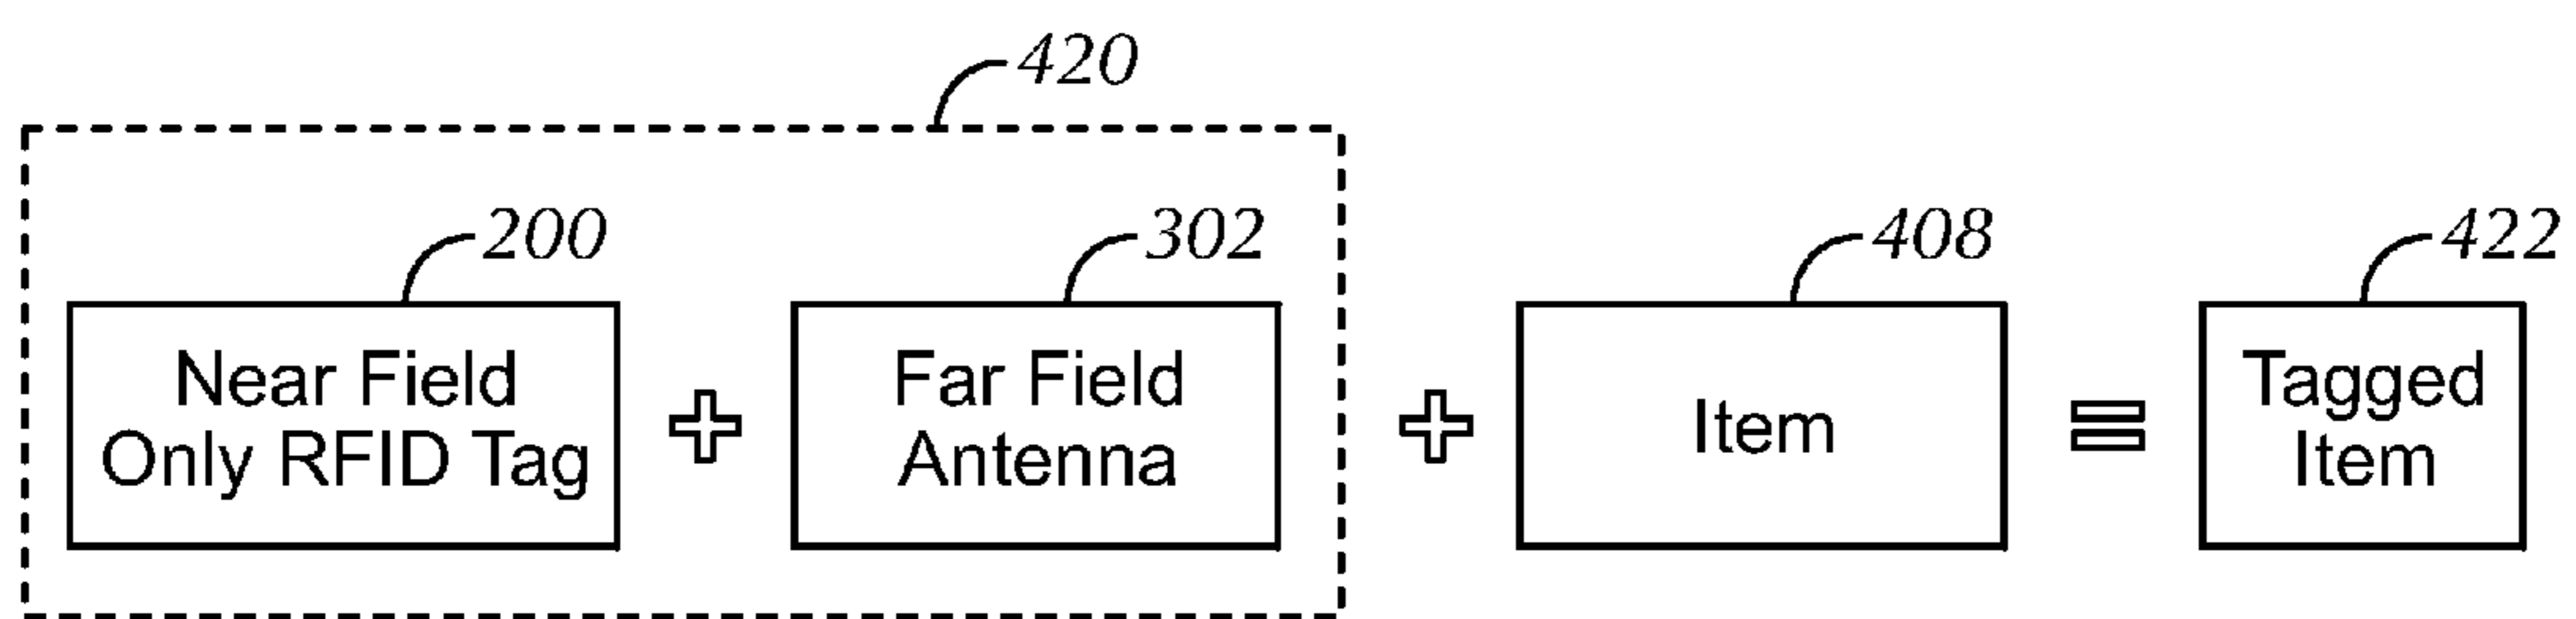 420
200
302
408
422
Near Field
Only RFID Tag
+
Far Field
Antenna
+
Item
=
Tagged
Item